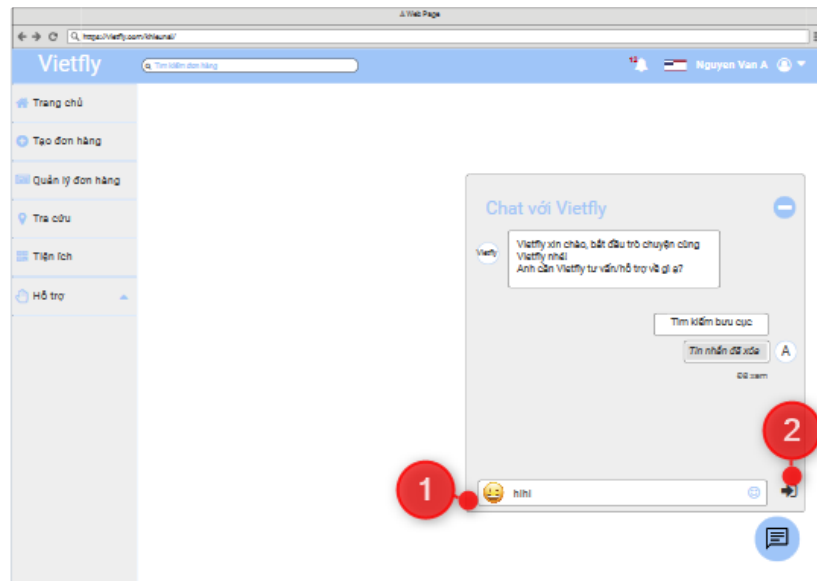 A Web Page
https://Vietfly.com/khieunai/
Vietfly
Tìm kiếm đơn hàng
12
Nguyen Van A
Trang chủ
Tạo đơn hàng
Quản lý đơn hàng
Tra cứu
Tiện ích
Hỗ trợ
Chat với Vietfly
Vietfly
Vietfly xin chào, bắt đầu trò chuyện cùng
Vietfly nhé!
Anh cần Vietfly tư vấn/hỗ trợ về gì ạ?
Tìm kiếm bưu cục
Tin nhắn đã xóa
A
Đã xem
2
1
hihi